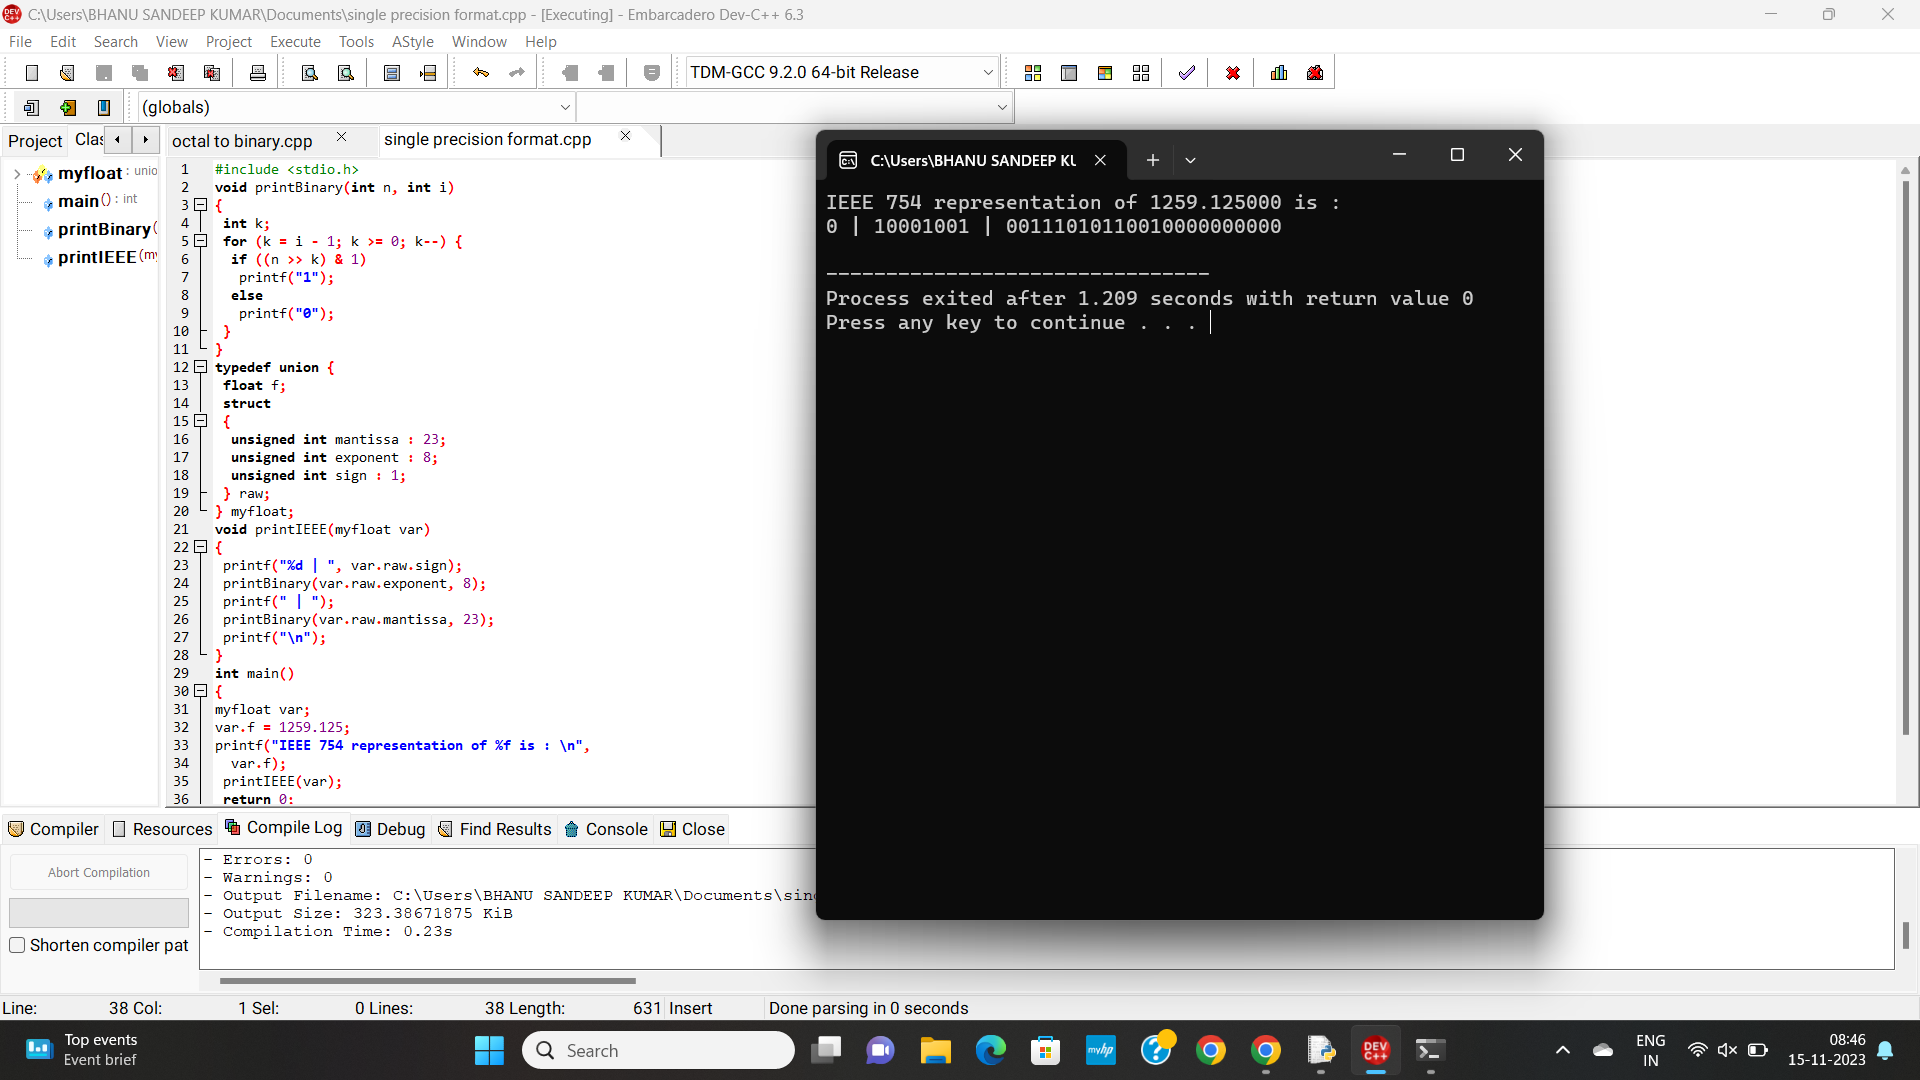 C:\Users\BHANU SANDEEP KUMAR\Documents\single precision format.cpp - [Executing] - Embarcadero Dev-C++ 6.3
File Edit Search View Project Execute Tools AStyle Window Help
TDM-GCC 9.2.0 64-bit Release
(globals)
Project Clas
octal to binary.cpp single precision format.cpp
myfloat : unio
main() : int
printBinary(
printIEEE(my
1 #include <stdio.h>
2 void printBinary(int n, int i)
3 {
4 int k;
5 for (k = i - 1; k >= 0; k--) {
6 if ((n >> k) & 1)
7 printf("1");
8 else
9 printf("0");
10 }
11 }
12 typedef union {
13 float f;
14 struct
15 {
16 unsigned int mantissa : 23;
17 unsigned int exponent : 8;
18 unsigned int sign : 1;
19 } raw;
20 } myfloat;
21 void printIEEE(myfloat var)
22 {
23 printf("%d | ", var.raw.sign);
24 printBinary(var.raw.exponent, 8);
25 printf(" | ");
26 printBinary(var.raw.mantissa, 23);
27 printf("\n");
28 }
29 int main()
30 {
31 myfloat var;
32 var.f = 1259.125;
33 printf("IEEE 754 representation of %f is : \n",
34 var.f);
35 printIEEE(var);
36 return 0;
C:\Users\BHANU SANDEEP KU
IEEE 754 representation of 1259.125000 is :
0 | 10001001 | 00111010110010000000000
--------------------------------
Process exited after 1.209 seconds with return value 0
Press any key to continue . . .
Compiler Resources Compile Log Debug Find Results Console Close
Abort Compilation
Shorten compiler pat
- Errors: 0
- Warnings: 0
- Output Filename: C:\Users\BHANU SANDEEP KUMAR\Documents\sin
- Output Size: 323.38671875 KiB
- Compilation Time: 0.23s
Line: 38 Col: 1 Sel: 0 Lines: 38 Length: 631 Insert Done parsing in 0 seconds
Top events
Event brief
Search
myhp
DEV C++
ENG
IN
08:46
15-11-2023